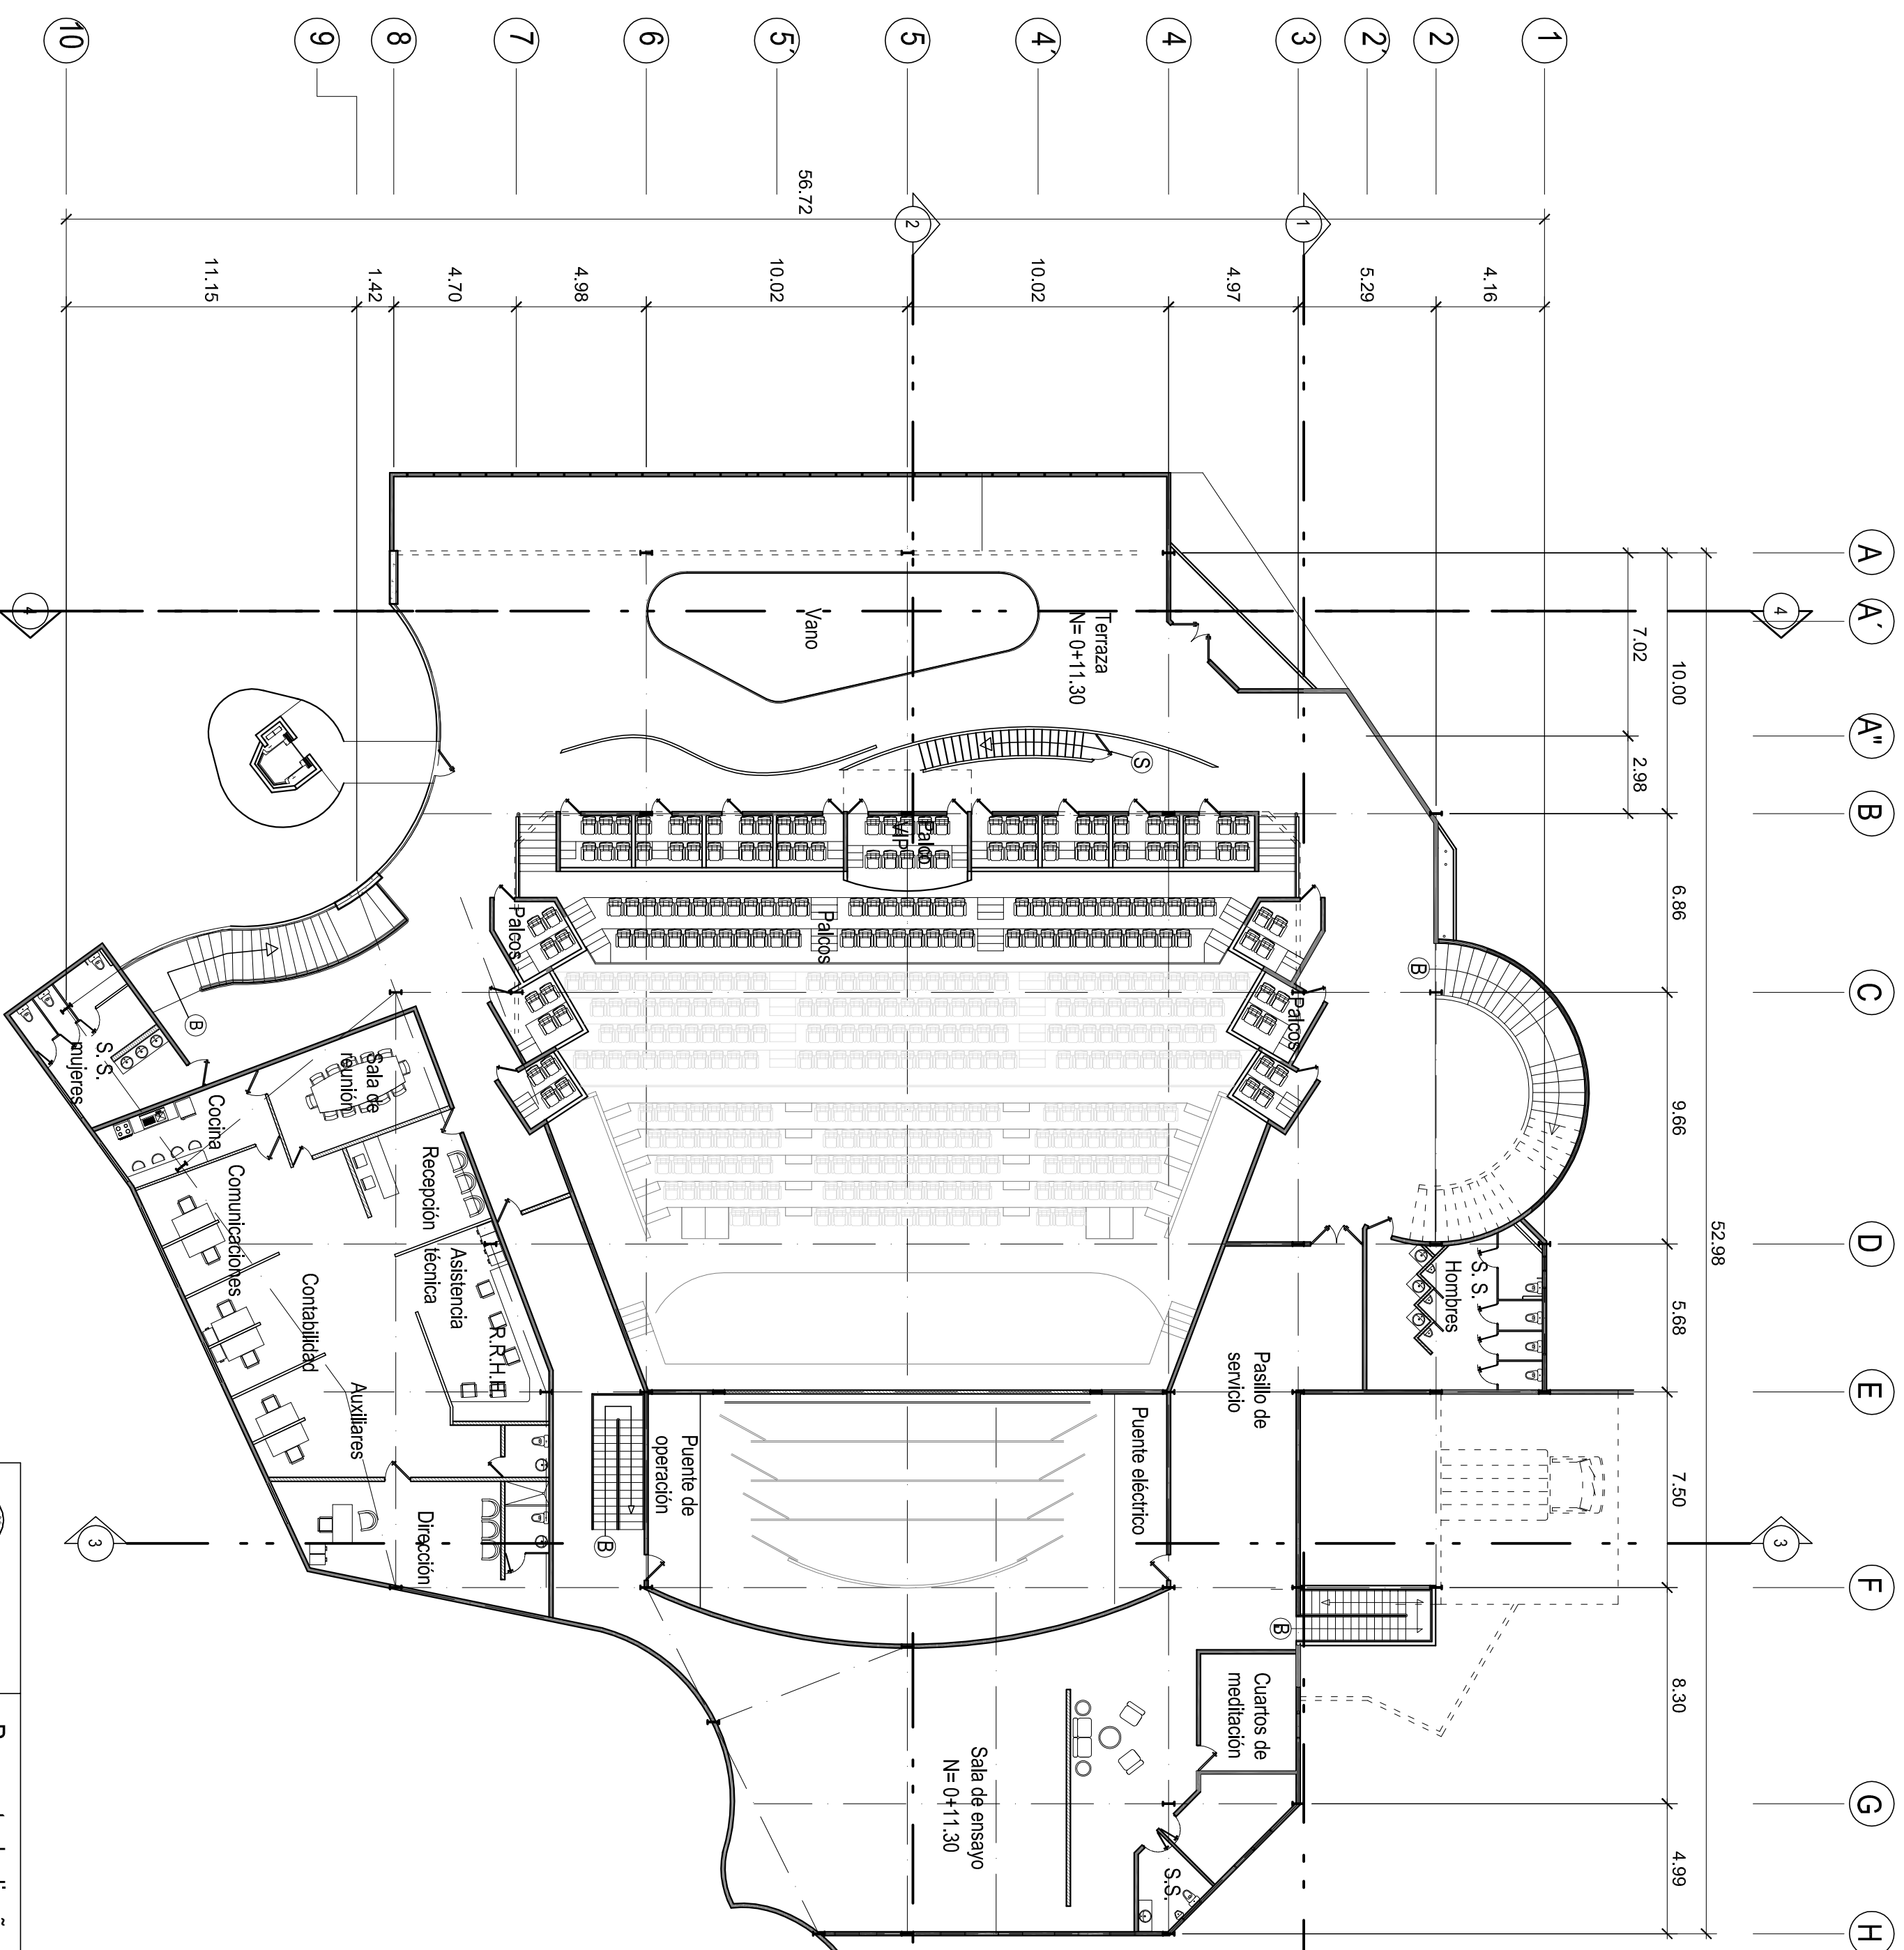 10
9
8
7
6
5´
5
4´
4
3
2´
2
1
56.72
2
1
11.15
1.42
4.70
4.98
10.02
10.02
4.97
5.29
4.16
A
A´
A"
B
C
D
E
F
G
H
7.02
2.98
10.00
6.86
9.66
5.68
7.50
8.30
4.99
52.98
4
4
3
3
Vano
Terraza
N= 0+11.30
S
Palco
VIP
Palcos
Palcos
Palcos
B
B
S. S.
mujeres
Sala de
reunión
Cocina
Recepción
Comunicaciones
Asistencia
técnica
R.R.H.H
Contabilidad
Auxiliares
Dirección
S. S.
Hombres
Pasillo de
servicio
Puente de
operación
Puente eléctrico
B
B
Cuartos de
meditación
Sala de ensayo
N= 0+11.30
S.S.